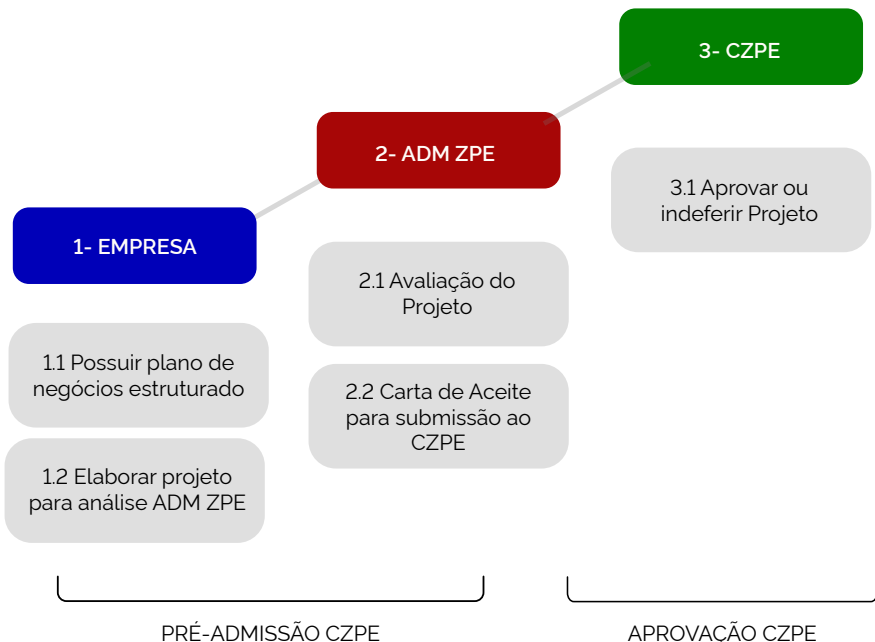 1- EMPRESA
1.1 Possuir plano de
negócios estruturado
1.2 Elaborar projeto
para análise ADM ZPE
2- ADM ZPE
2.1 Avaliação do
Projeto
2.2 Carta de Aceite
para submissão ao
CZPE
3- CZPE
3.1 Aprovar ou
indeferir Projeto
PRÉ-ADMISSÃO CZPE
APROVAÇÃO CZPE